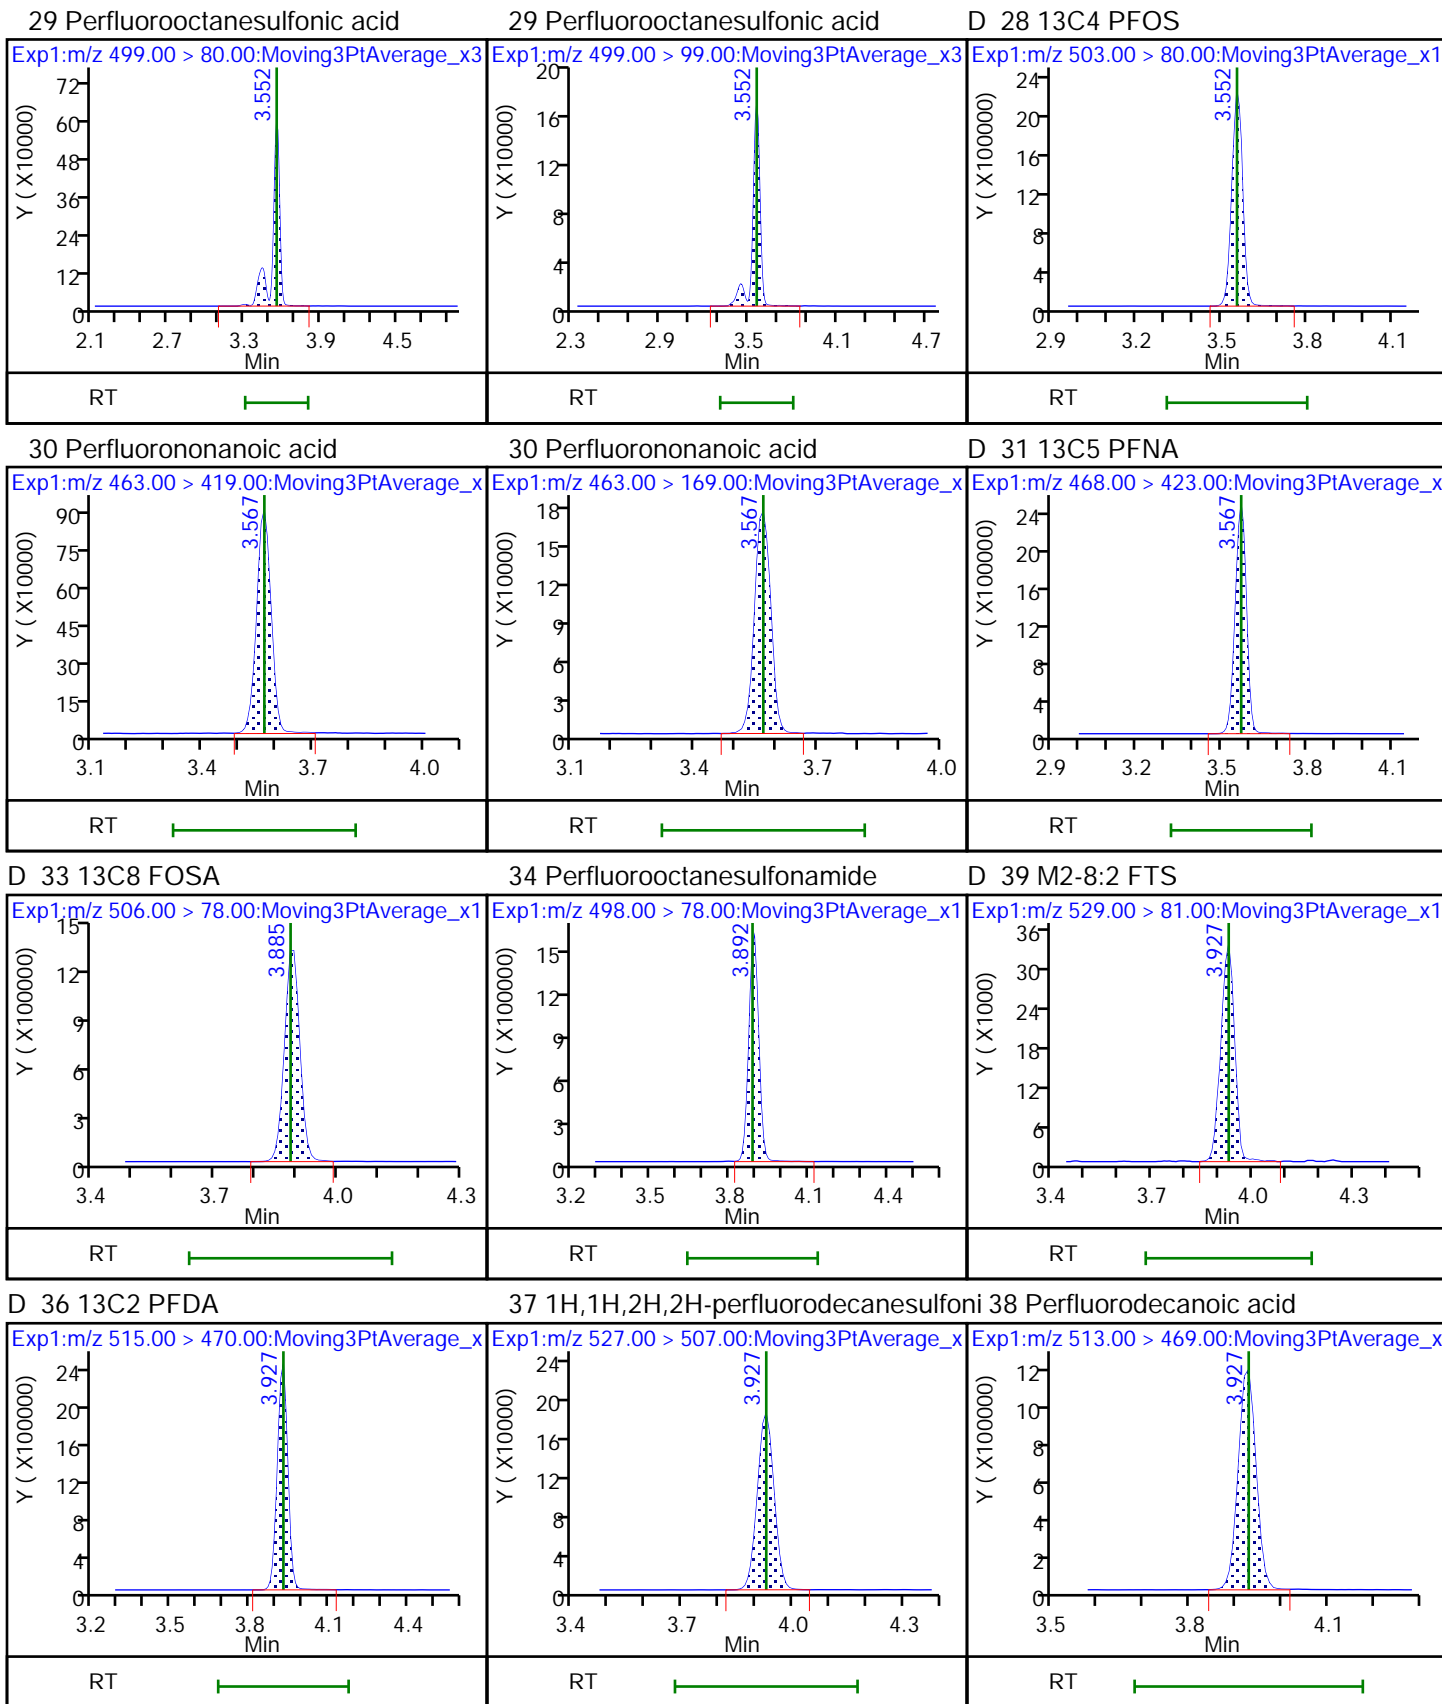 29 Perfluorooctanesulfonic acid
Exp1:m/z 499.00 > 80.00:Moving3PtAverage_x3
3.552
Y ( X100000)
72
60
48
36
24
12
0
2.1 2.7 3.3 3.9 4.5
Min
RT
29 Perfluorooctanesulfonic acid
Exp1:m/z 499.00 > 99.00:Moving3PtAverage_x3
3.552
Y ( X100000)
20
16
12
8
4
0
2.3 2.9 3.5 4.1 4.7
Min
RT
D 28 13C4 PFOS
Exp1:m/z 503.00 > 80.00:Moving3PtAverage_x1
3.552
Y ( X100000)
24
20
16
12
8
4
0
2.9 3.2 3.5 3.8 4.1
Min
RT
30 Perfluorononanoic acid
Exp1:m/z 463.00 > 419.00:Moving3PtAverage_x
3.567
Y ( X10000)
90
75
60
45
30
15
0
3.1 3.4 3.7 4.0
Min
RT
30 Perfluorononanoic acid
Exp1:m/z 463.00 > 169.00:Moving3PtAverage_x
3.567
Y ( X10000)
18
15
12
9
6
3
0
3.1 3.4 3.7 4.0
Min
RT
D 31 13C5 PFNA
Exp1:m/z 468.00 > 423.00:Moving3PtAverage_x
3.567
Y ( X100000)
24
20
16
12
8
4
0
2.9 3.2 3.5 3.8 4.1
Min
RT
D 33 13C8 FOSA
Exp1:m/z 506.00 > 78.00:Moving3PtAverage_x1
3.885
Y ( X100000)
15
12
9
6
3
0
3.4 3.7 4.0 4.3
Min
RT
34 Perfluorooctanesulfonamide
Exp1:m/z 498.00 > 78.00:Moving3PtAverage_x1
3.892
Y ( X100000)
15
12
9
6
3
0
3.2 3.5 3.8 4.1 4.4
Min
RT
D 39 M2-8:2 FTS
Exp1:m/z 529.00 > 81.00:Moving3PtAverage_x1
3.927
Y ( X1000)
36
30
24
18
12
6
0
3.4 3.7 4.0 4.3
Min
RT
D 36 13C2 PFDA
Exp1:m/z 515.00 > 470.00:Moving3PtAverage_x
3.927
Y ( X100000)
24
20
16
12
8
4
0
3.2 3.5 3.8 4.1 4.4
Min
RT
37 1H,1H,2H,2H-perfluorodecanesulfoni
Exp1:m/z 527.00 > 507.00:Moving3PtAverage_x
3.927
Y ( X10000)
24
20
16
12
8
4
0
3.4 3.7 4.0 4.3
Min
RT
38 Perfluorodecanoic acid
Exp1:m/z 513.00 > 469.00:Moving3PtAverage_x
3.927
Y ( X100000)
12
10
8
6
4
2
0
3.5 3.8 4.1
Min
RT